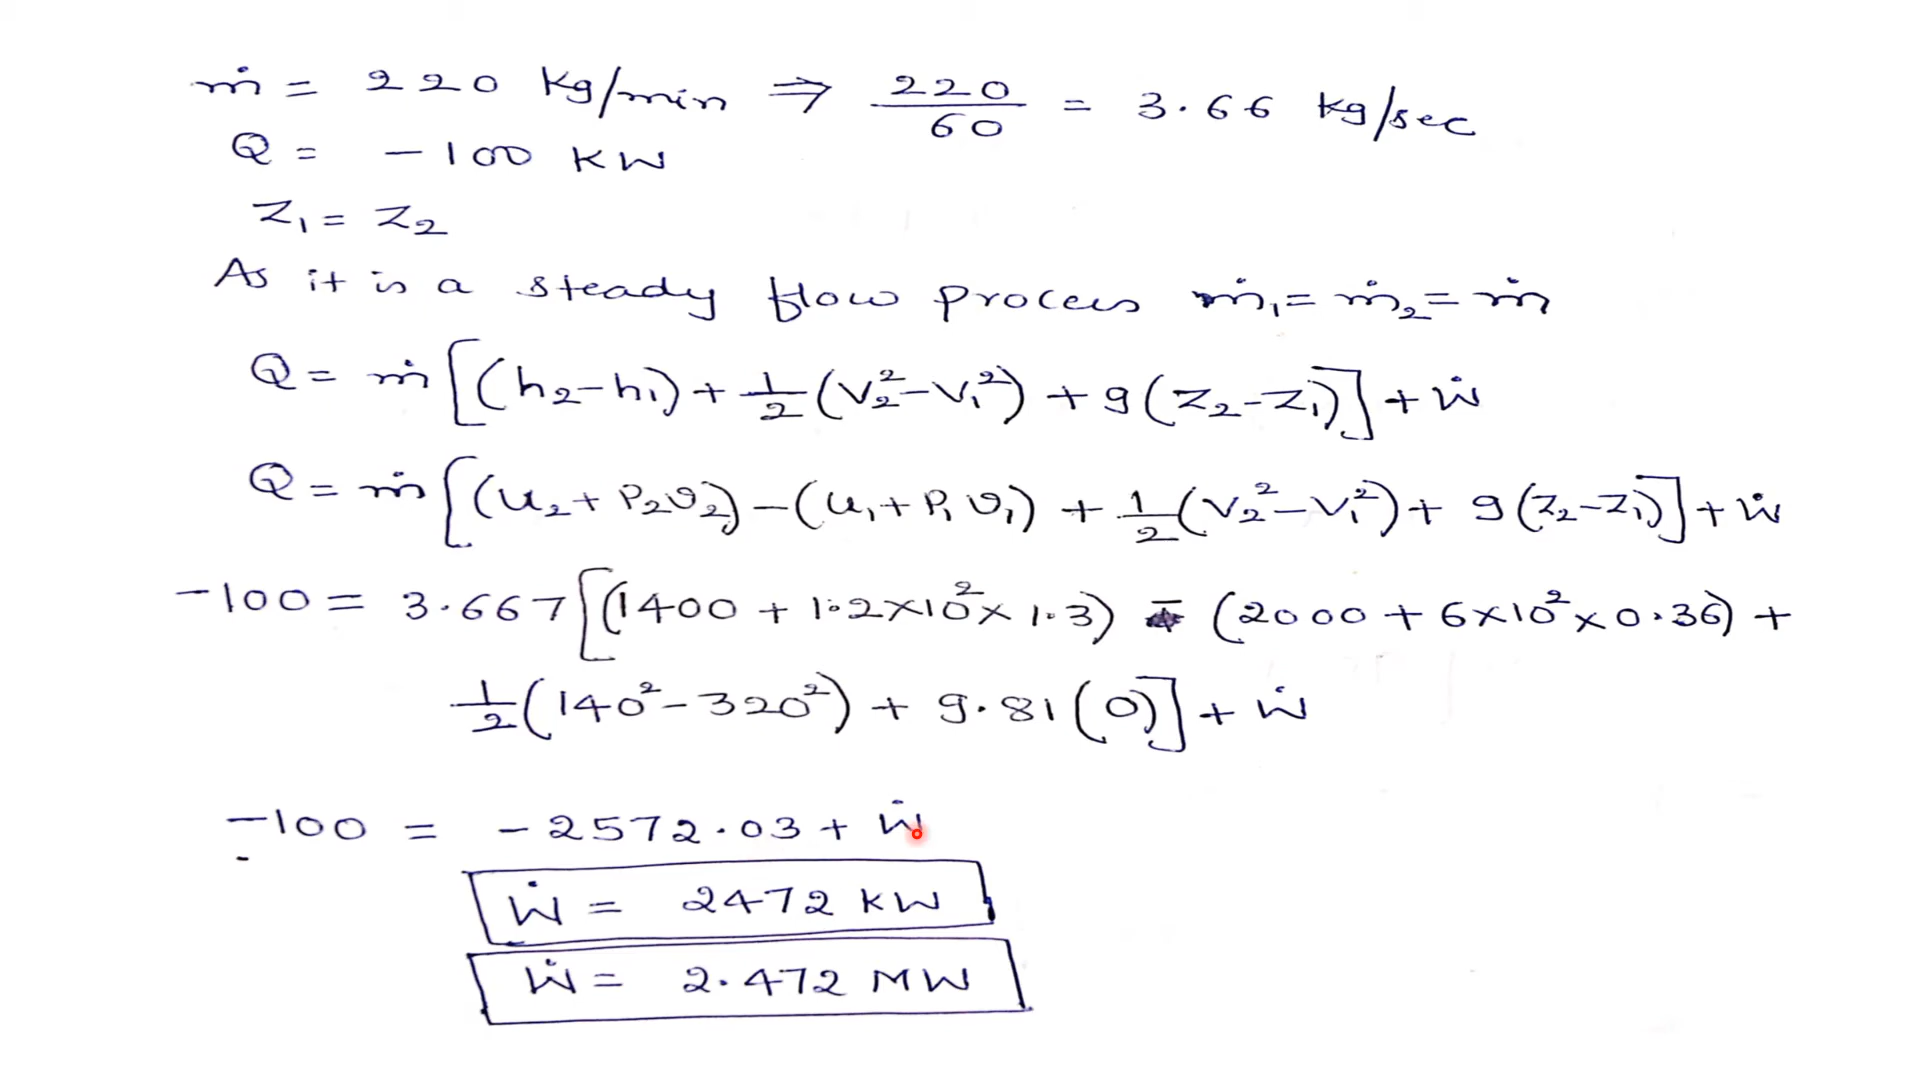 ṁ = 220 Kg/min ⇒ 220/60 = 3.66 kg/sec
Q = -100 KW
Z₁ = Z₂
As it is a steady flow process ṁ₁ = ṁ₂ = ṁ
Q = ṁ[(h₂-h₁) + 1/2(V₂²-V₁²) + g(Z₂-Z₁)] + Ẇ
Q = ṁ[(u₂ + P₂v₂) - (u₁ + P₁v₁) + 1/2(V₂²-V₁²) + g(Z₂-Z₁)] + Ẇ
-100 = 3.667[(1400 + 1.2×10²×1.3) - (2000 + 6×10²×0.36) +
1/2(140²-320²) + 9.81(0)] + Ẇ
-100 = -2572.03 + Ẇ
Ẇ = 2472 KW
Ẇ = 2.472 MW